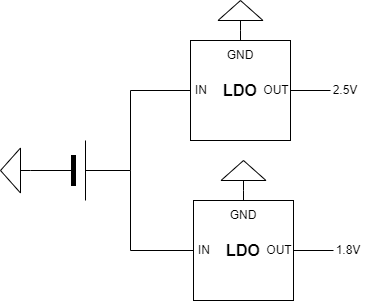 GND
IN LDO OUT 2.5V
GND
IN LDO OUT 1.8V